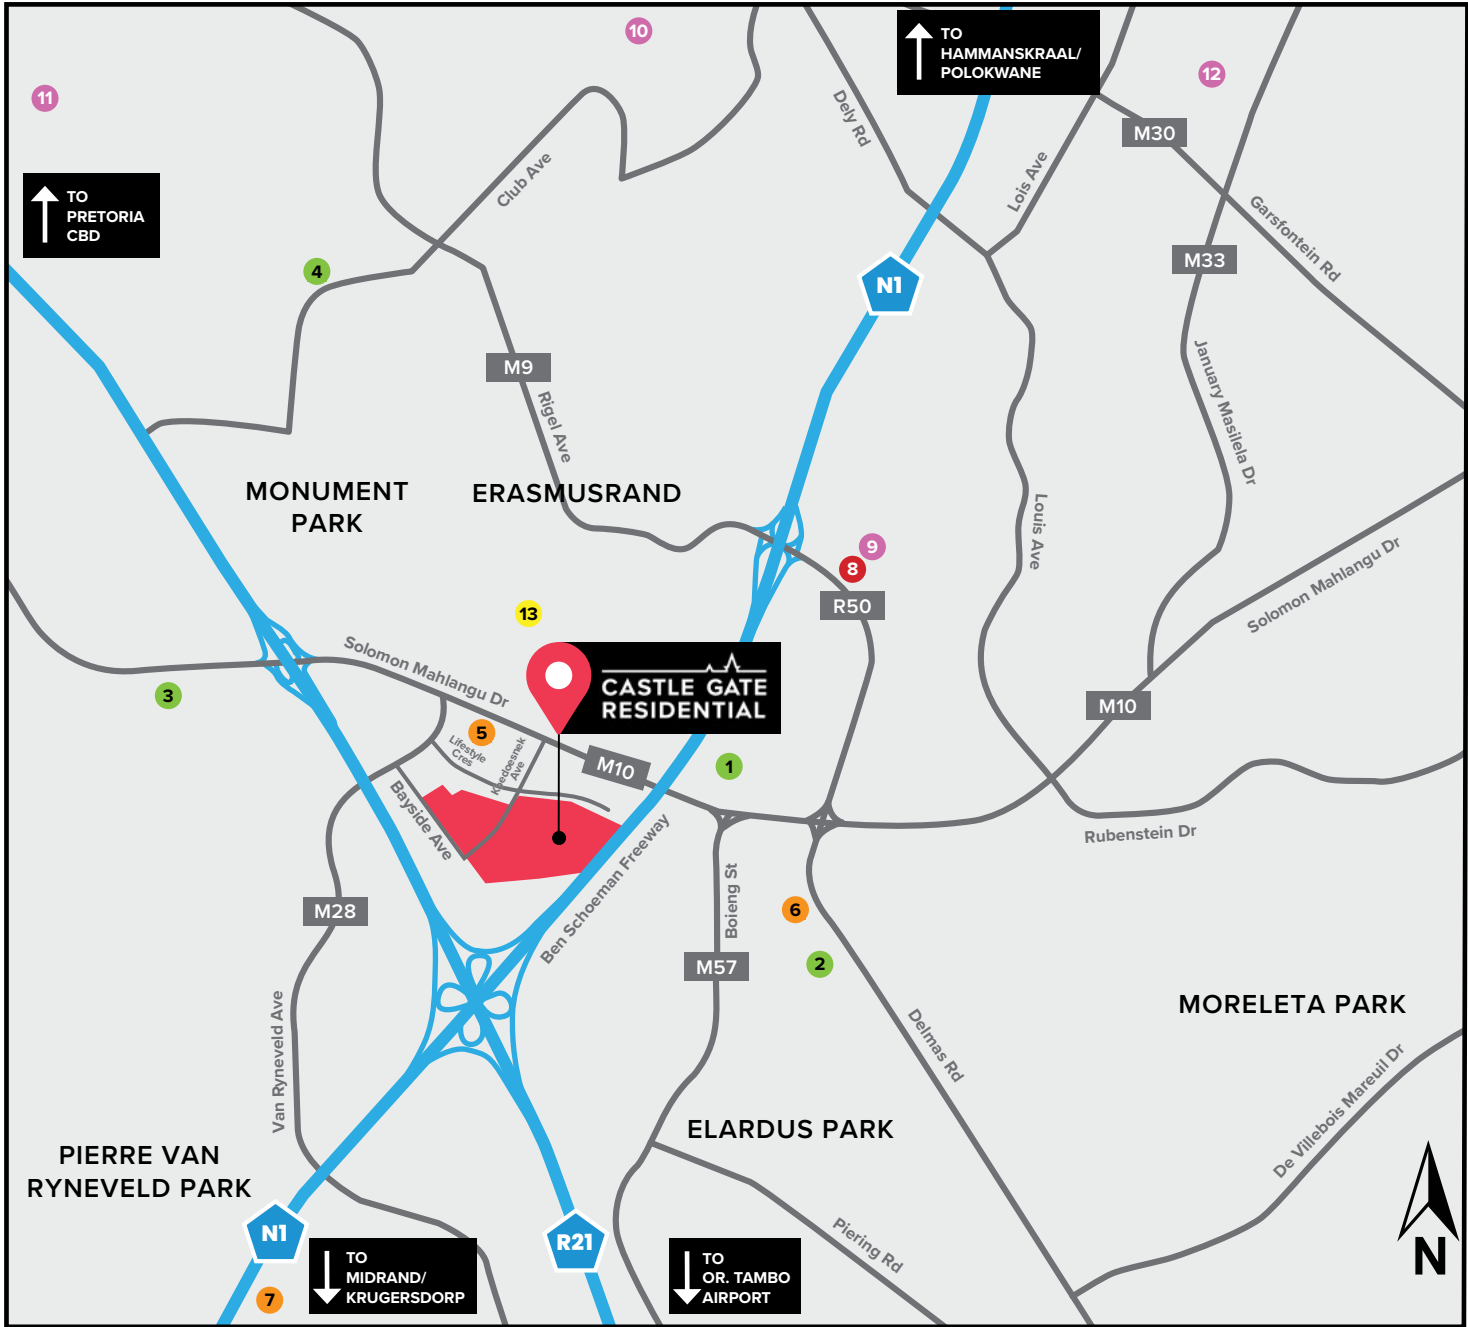 10
TO
HAMMANSKRAAL/
POLOKWANE
12
11
Dely Rd
M30
Club Ave
Lois Ave
TO
PRETORIA
CBD
Garsfontein Rd
M33
4
N1
M9
January Masilela Dr
Rigel Ave
MONUMENT
PARK
ERASMUSRAND
Louis Ave
9
8
R50
Solomon Mahlangu Dr
13
Solomon Mahlangu Dr
3
CASTLE GATE
RESIDENTIAL
M10
5
Lifestyle
Cres
Koedoesnek
Ave
M10
1
Bayside Ave
Rubenstein Dr
Ben Schoeman Freeway
Boieng St
M28
6
M57
2
MORELETA PARK
Van Ryneveld Ave
Delmas Rd
De Villebois Mareuil Dr
ELARDUS PARK
PIERRE VAN
RYNEVELD PARK
N1
R21
Piering Rd
TO
MIDRAND/
KRUGERSDORP
TO
OR. TAMBO
AIRPORT
7
N